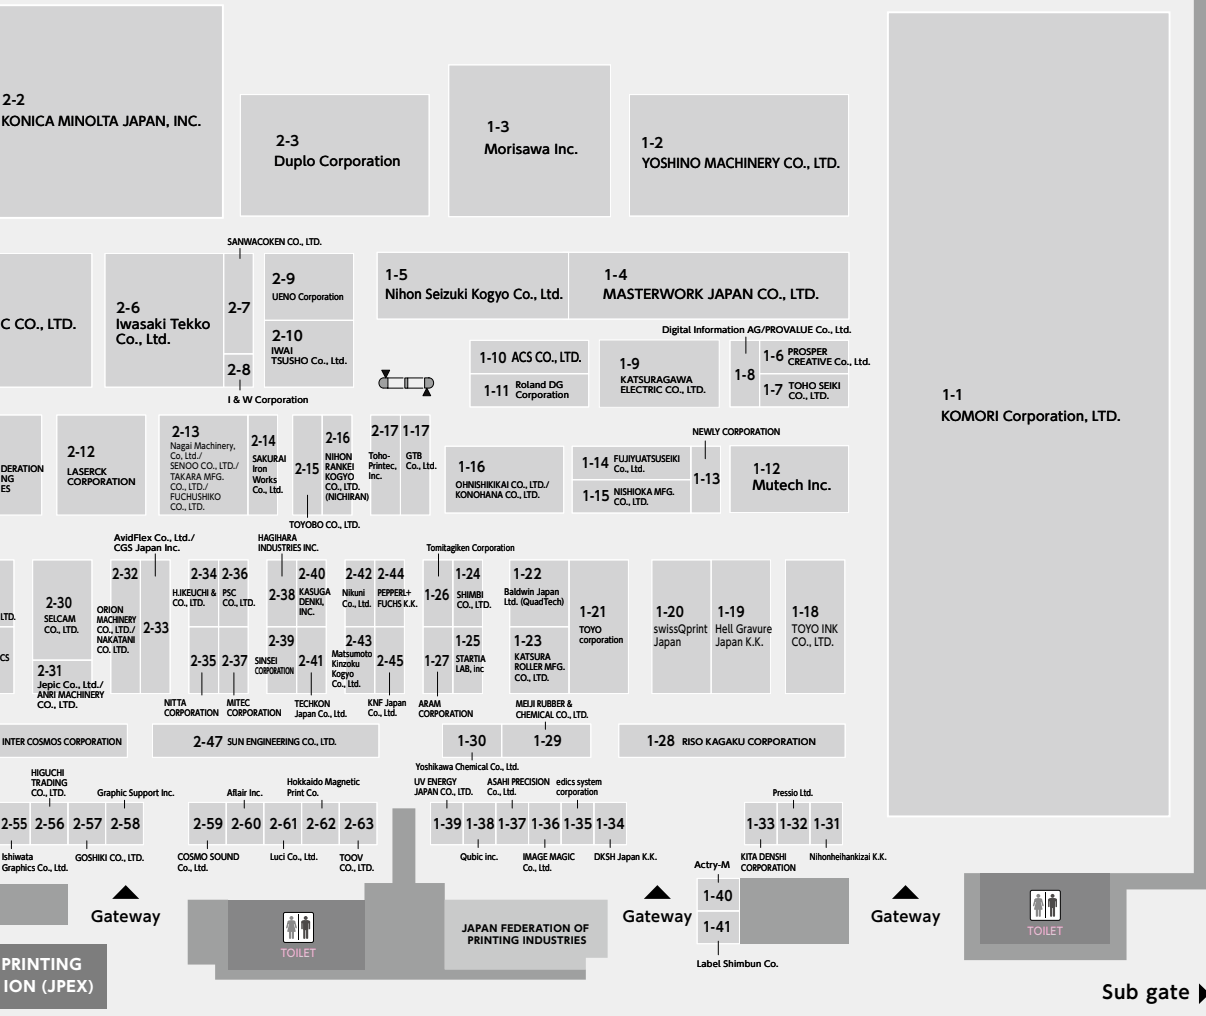 2-2
KONICA MINOLTA JAPAN, INC.
2-3
Duplo Corporation
1-3
Morisawa Inc.
1-2
YOSHINO MACHINERY CO., LTD.
1-1
KOMORI Corporation, LTD.
SANWACOKEN CO., LTD.
C CO., LTD.
2-6
Iwasaki Tekko
Co., Ltd.
2-7
2-8
I & W Corporation
2-9
UENO Corporation
2-10
IWAI
TSUSHO Co., Ltd.
1-5
Nihon Seizuki Kogyo Co., Ltd.
1-4
MASTERWORK JAPAN CO., LTD.
Digital Information AG/PROVALUE Co., Ltd.
1-10 ACS CO., LTD.
1-11 Roland DG
Corporation
1-9
KATSURAGAWA
ELECTRIC CO., LTD.
1-8
1-6 PROSPER
CREATIVE Co., Ltd.
1-7 TOHO SEIKI
CO., LTD.
DERATION
NG
ES
2-12
LASERCK
CORPORATION
2-13
Nagai Machinery,
Co, Ltd./
SENOO CO., LTD./
TAKARA MFG.
CO., LTD./
FUCHUSHIKO
CO., LTD.
2-14
SAKURAI
Iron
Works
Co., Ltd.
2-15
TOYOBO CO., LTD.
2-16
NIHON
RANKEI
KOGYO
CO., LTD.
(NICHIRAN)
2-17
Toho-
Printec,
Inc.
1-17
GTB
Co., Ltd.
1-16
OHNISHIKIKAI CO., LTD./
KONOHANA CO., LTD.
1-14 FUJIYUATSUSEIKI
Co., Ltd.
1-15 NISHIOKA MFG.
CO., LTD.
NEWLY CORPORATION
1-13
1-12
Mutech Inc.
LTD.
CS
2-30
SELCAM
CO., LTD.
2-31
Jepic Co., Ltd./
ANRI MACHINERY
CO., LTD.
AvidFlex Co., Ltd./
CGS Japan Inc.
2-32
ORION
MACHINERY
CO., LTD./
NAKATANI
CO. LTD.
2-33
2-34
H.IKEUCHI &
CO., LTD.
2-36
PSC
CO., LTD.
2-35
NITTA
CORPORATION
2-37
MITEC
CORPORATION
HAGIHARA
INDUSTRIES INC.
2-38
2-40
KASUGA
DENKI,
INC.
2-39
SINSEI
CORPORATION
2-41
TECHKON
Japan Co., Ltd.
2-42
Nikuni
Co., Ltd.
2-44
PEPPERL+
FUCHS K.K.
2-43
Matsumoto
Kinzoku
Kogyo
Co., Ltd.
2-45
KNF Japan
Co., Ltd.
Tomitagiken Corporation
1-26
1-24
SHIMBI
CO., LTD.
1-27
ARAM
CORPORATION
1-25
STARTIA
LAB, inc
1-22
Baldwin Japan
Ltd. (QuadTech)
1-23
KATSURA
ROLLER MFG.
CO., LTD.
1-21
TOYO
corporation
1-20
swissQprint
Japan
1-19
Hell Gravure
Japan K.K.
1-18
TOYO INK
CO., LTD.
INTER COSMOS CORPORATION
2-47 SUN ENGINEERING CO., LTD.
1-30
Yoshikawa Chemical Co., Ltd.
MEIJI RUBBER &
CHEMICAL CO., LTD.
1-29
1-28 RISO KAGAKU CORPORATION
HIGUCHI
TRADING
CO., LTD.
Graphic Support Inc.
2-55
2-56
2-57
2-58
Ishiwata
Graphics Co., Ltd.
GOSHIKI CO., LTD.
Aflair Inc.
Hokkaido Magnetic
Print Co.
2-59
2-60
2-61
2-62
2-63
COSMO SOUND
Co., Ltd.
Luci Co., Ltd.
TOOV
CO., LTD.
UV ENERGY
JAPAN CO., LTD.
ASAHI PRECISION
Co., Ltd.
edics system
corporation
1-39
1-38
1-37
1-36
1-35
1-34
Qubic inc.
IMAGE MAGIC
Co., Ltd.
DKSH Japan K.K.
Pressio Ltd.
1-33
1-32
1-31
KITA DENSHI
CORPORATION
Nihonheihankizai K.K.
Actry-M
1-40
1-41
Label Shimbun Co.
Gateway
TOILET
JAPAN FEDERATION OF
PRINTING INDUSTRIES
Gateway
Gateway
TOILET
PRINTING
ION (JPEX)
Sub gate